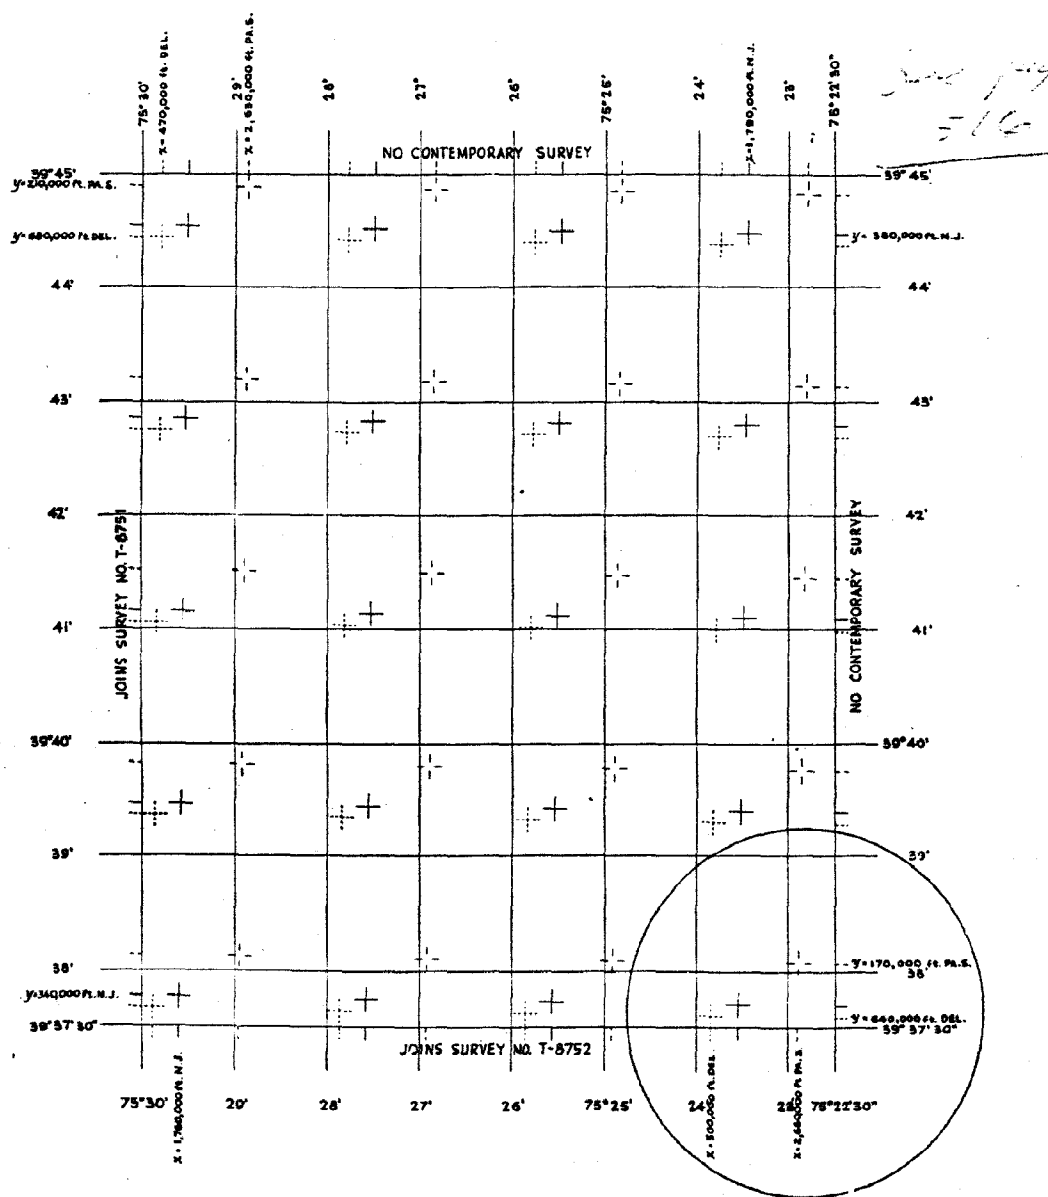 75° 30'
x = 470,000 ft. DEL.
29'
x = 2,630,000 ft. PA.S.
28'
27'
26'
75° 25'
24'
x=1,790,000 ft. N.J.
23'
75° 22' 30"
516
NO CONTEMPORARY SURVEY
39°45'
39°45'
y=210,000 ft. PA.S.
y=680,000 ft DEL.
y= 380,000 ft. N.J.
44'
44'
43'
43'
42'
42'
JOINS SURVEY NO. T-8751
NO CONTEMPORARY SURVEY
41'
41'
39°40'
39°40'
39'
39'
38'
y=170,000 ft. PA.S.
38'
y=340,000 ft. N.J.
y=640,000 ft. DEL.
39°37'30"
39°37'30"
JOINS SURVEY NO. T-8752
75°30'
29'
28'
27'
26'
75°25'
24'
23'
75°22'30"
x = 1,760,000 ft. N.J.
x = 500,000 ft. DEL.
x = 2,660,000 ft PA.S.